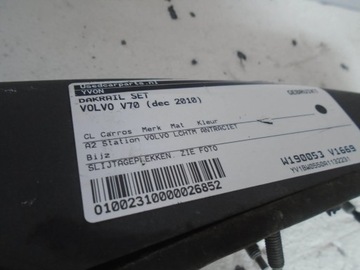 Usedcarparts.nl
YVON
DAKRAIL SET
GEBRUIKT
VOLVO V70 (dec 2010)
CL Carros Merk Mat Kleur
A2 Station VOLVO LCHTM ANTRACIET
Bijz
SLIJTAGEPLEKKEN. ZIE FOTO
W190053 V1669
01002310000026852